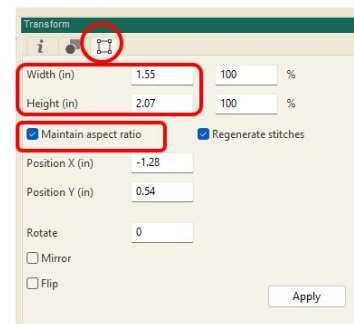 Transform
i
Width (in) 1.55 100 %
Height (in) 2.07 100 %
Maintain aspect ratio Regenerate stitches
Position X (in) -1.28
Position Y (in) 0.54
Rotate 0
Mirror
Flip
Apply